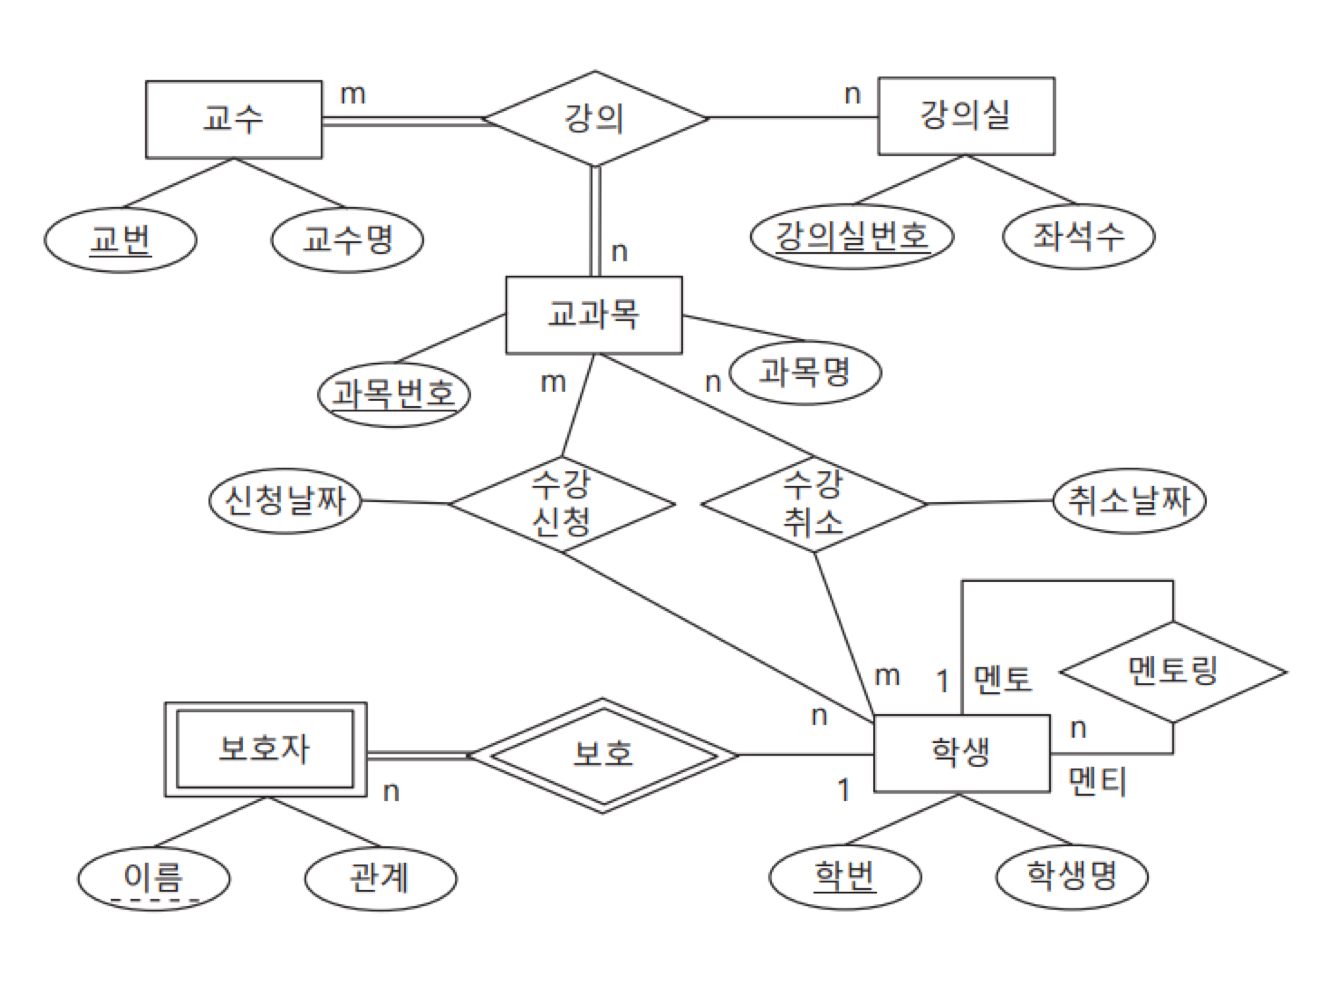 m
n
교수
강의
강의실
교번
교수명
강의실번호
좌석수
n
교과목
m
n
과목명
과목번호
신청날짜
수강
신청
수강
취소
취소날짜
m
1
멘토
멘토링
n
n
보호자
보호
학생
n
1
멘티
이름
관계
학번
학생명